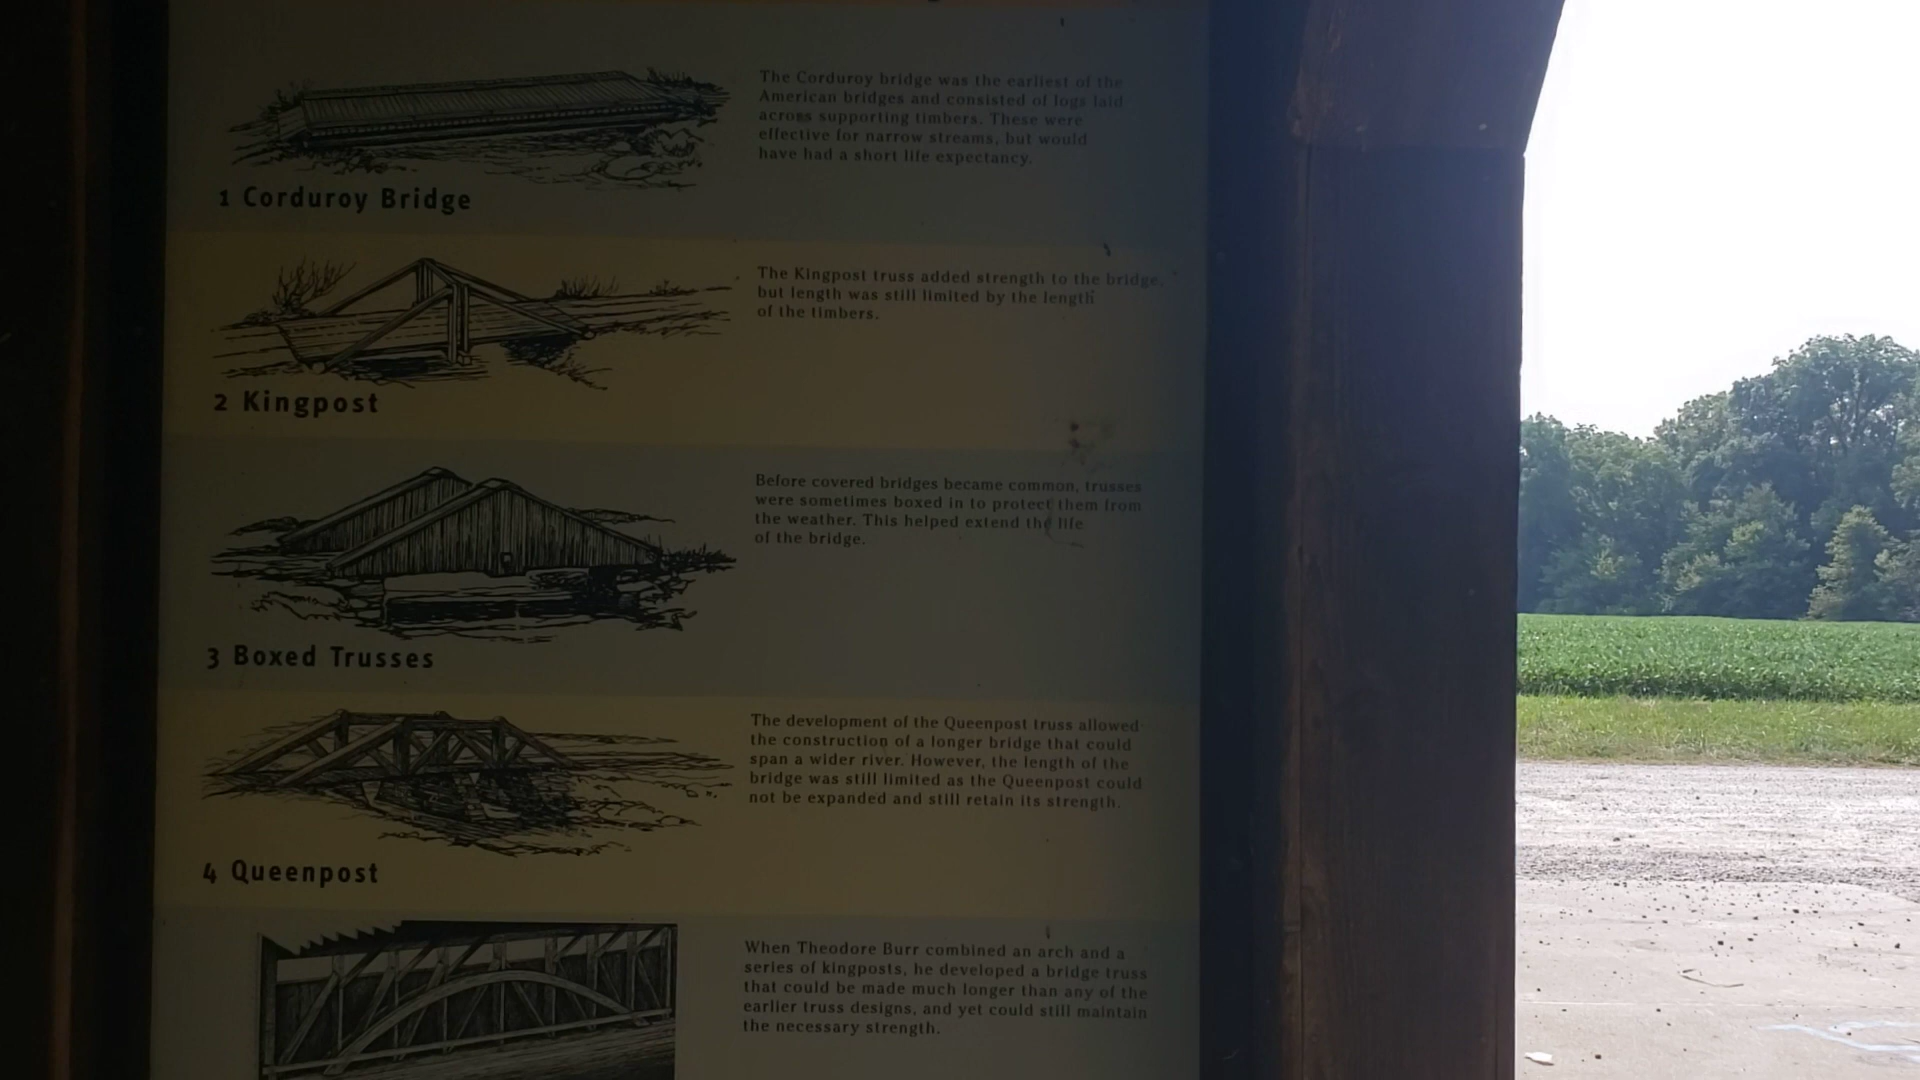 The Corduroy bridge was the earliest of the
American bridges and consisted of logs laid
across supporting timbers. These were
effective for narrow streams, but would
have had a short life expectancy.
1 Corduroy Bridge
The Kingpost truss added strength to the bridge,
but length was still limited by the length
of the timbers.
2 Kingpost
Before covered bridges became common, trusses
were sometimes boxed in to protect them from
the weather. This helped extend the life
of the bridge.
3 Boxed Trusses
The development of the Queenpost truss allowed
the construction of a longer bridge that could
span a wider river. However, the length of the
bridge was still limited as the Queenpost could
not be expanded and still retain its strength.
4 Queenpost
When Theodore Burr combined an arch and a
series of kingposts, he developed a bridge truss
that could be made much longer than any of the
earlier truss designs, and yet could still maintain
the necessary strength.